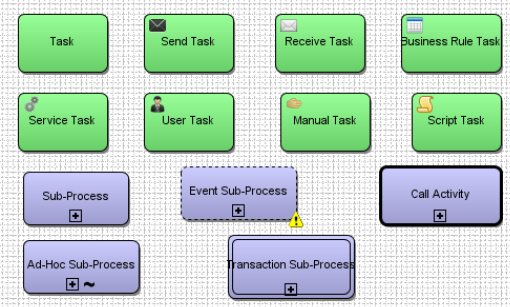 Task
Send Task
Receive Task
Business Rule Task
Service Task
User Task
Manual Task
Script Task
Sub-Process
Event Sub-Process
Call Activity
Ad-Hoc Sub-Process
Transaction Sub-Process